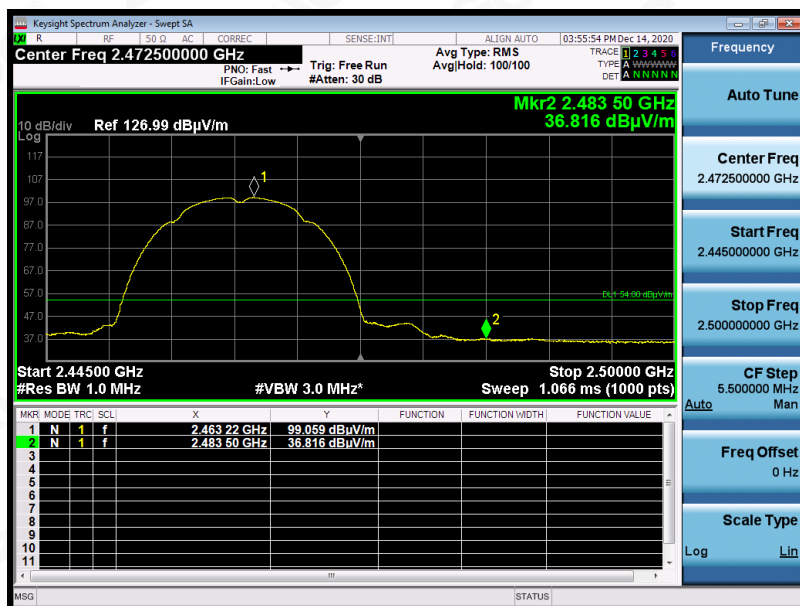 Keysight Spectrum Analyzer - Swept SA
LXI R RF 50 Ω AC CORREC SENSE:INT ALIGN AUTO 03:55:54 PM Dec 14, 2020
Center Freq 2.472500000 GHz
PNO: Fast
IFGain:Low
Trig: Free Run
#Atten: 30 dB
Avg Type: RMS
Avg|Hold: 100/100
TRACE 1 2 3 4 5 6
TYPE A WWWWW
DET A N N N N N
Mkr2 2.483 50 GHz
36.816 dBµV/m
10 dB/div Ref 126.99 dBµV/m
Log
117
107
97.0
87.0
77.0
67.0
57.0
47.0
37.0
1
2
DL1 54.00 dBµV/m
Start 2.44500 GHz Stop 2.50000 GHz
#Res BW 1.0 MHz #VBW 3.0 MHz* Sweep 1.066 ms (1000 pts)
MKR MODE TRC SCL X Y FUNCTION FUNCTION WIDTH FUNCTION VALUE
1 N 1 f 2.463 22 GHz 99.059 dBµV/m
2 N 1 f 2.483 50 GHz 36.816 dBµV/m
3
4
5
6
7
8
9
10
11
MSG STATUS
Frequency
Auto Tune
Center Freq
2.472500000 GHz
Start Freq
2.445000000 GHz
Stop Freq
2.500000000 GHz
CF Step
5.500000 MHz
Auto Man
Freq Offset
0 Hz
Scale Type
Log Lin